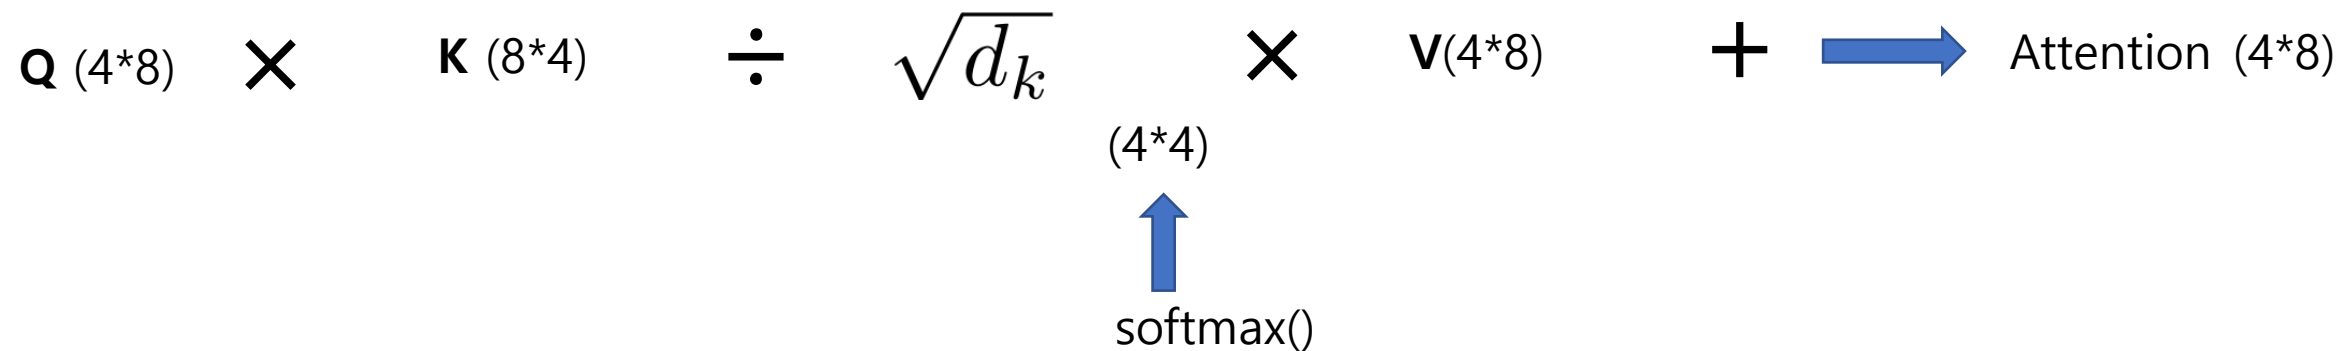 Q (4*8) × K (8*4) ÷ √d_k × V(4*8) + Attention (4*8)
(4*4)
softmax()